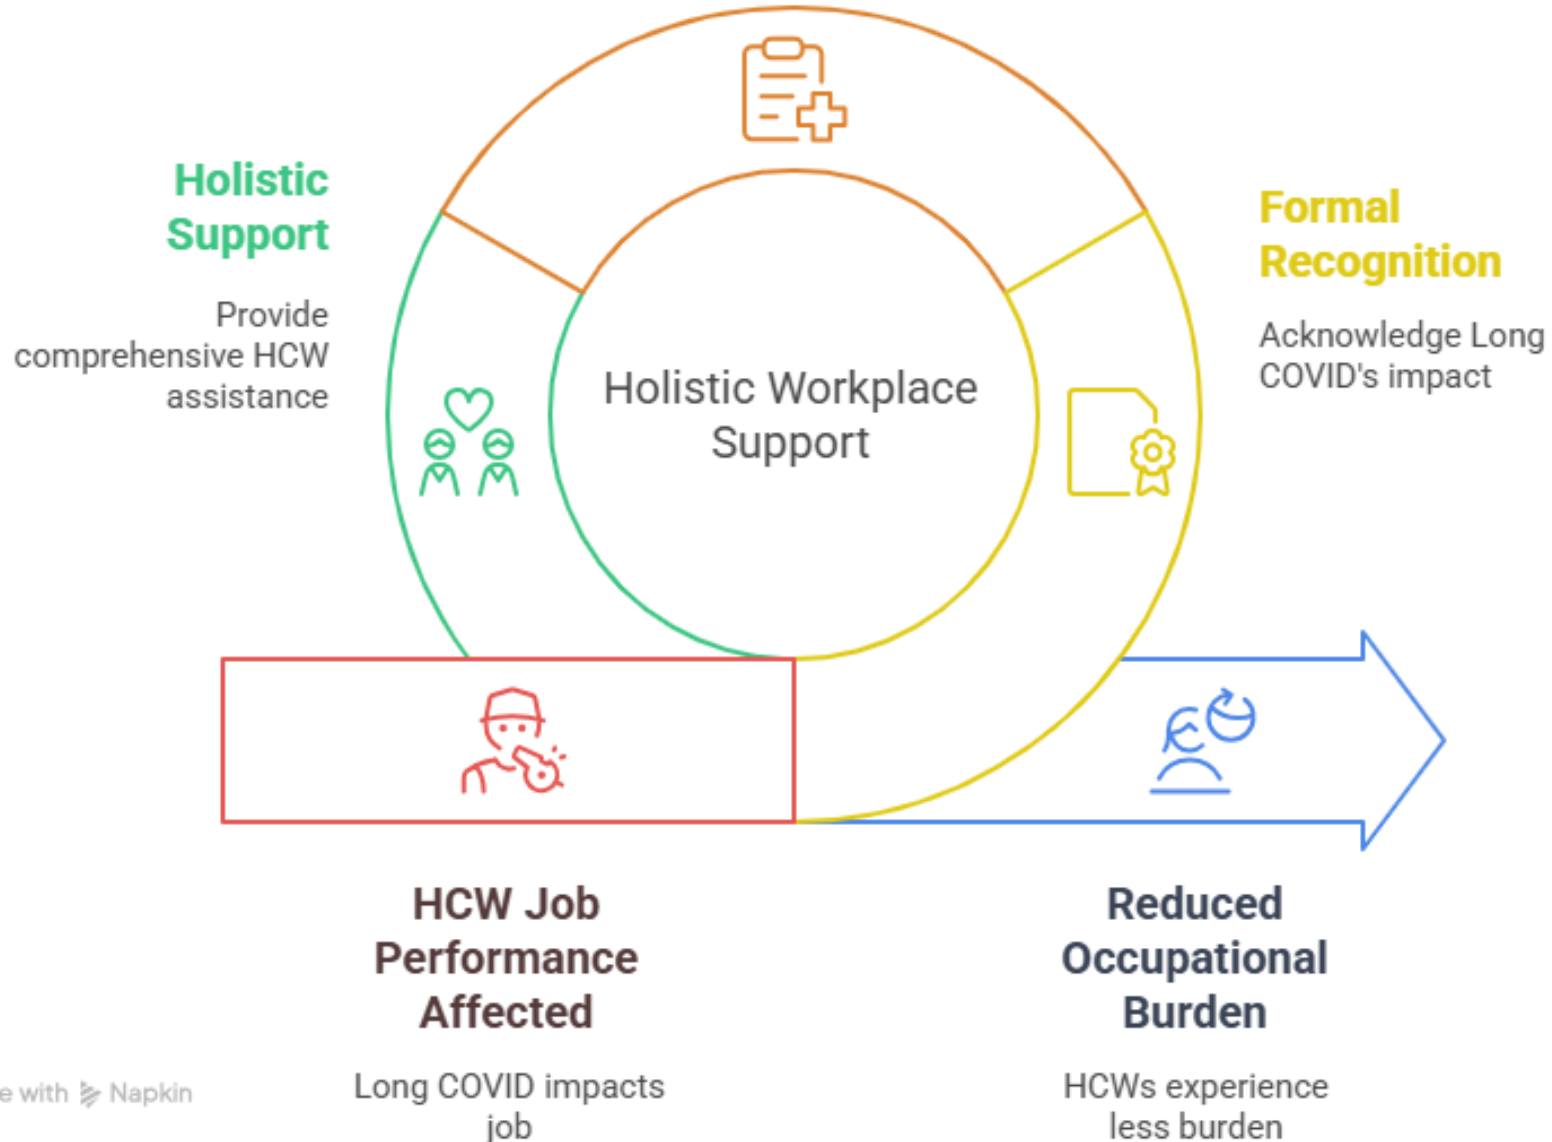 Holistic
Support
Provide
comprehensive HCW
assistance
Holistic Workplace
Support
Formal
Recognition
Acknowledge Long
COVID's impact
HCW Job
Performance
Affected
Long COVID impacts
job
Reduced
Occupational
Burden
HCWs experience
less burden
with Napkin